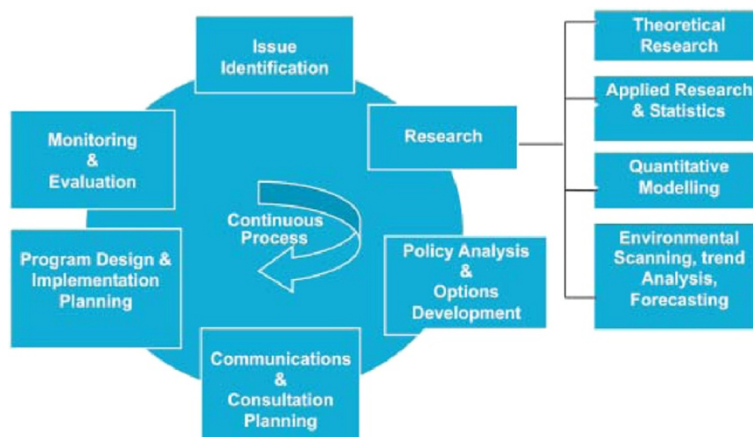 Issue
Identification
Research
Policy Analysis
&
Options
Development
Communications
&
Consultation
Planning
Program Design &
Implementation
Planning
Monitoring
&
Evaluation
Continuous
Process
Theoretical
Research
Applied Research
& Statistics
Quantitative
Modelling
Environmental
Scanning, trend
Analysis,
Forecasting